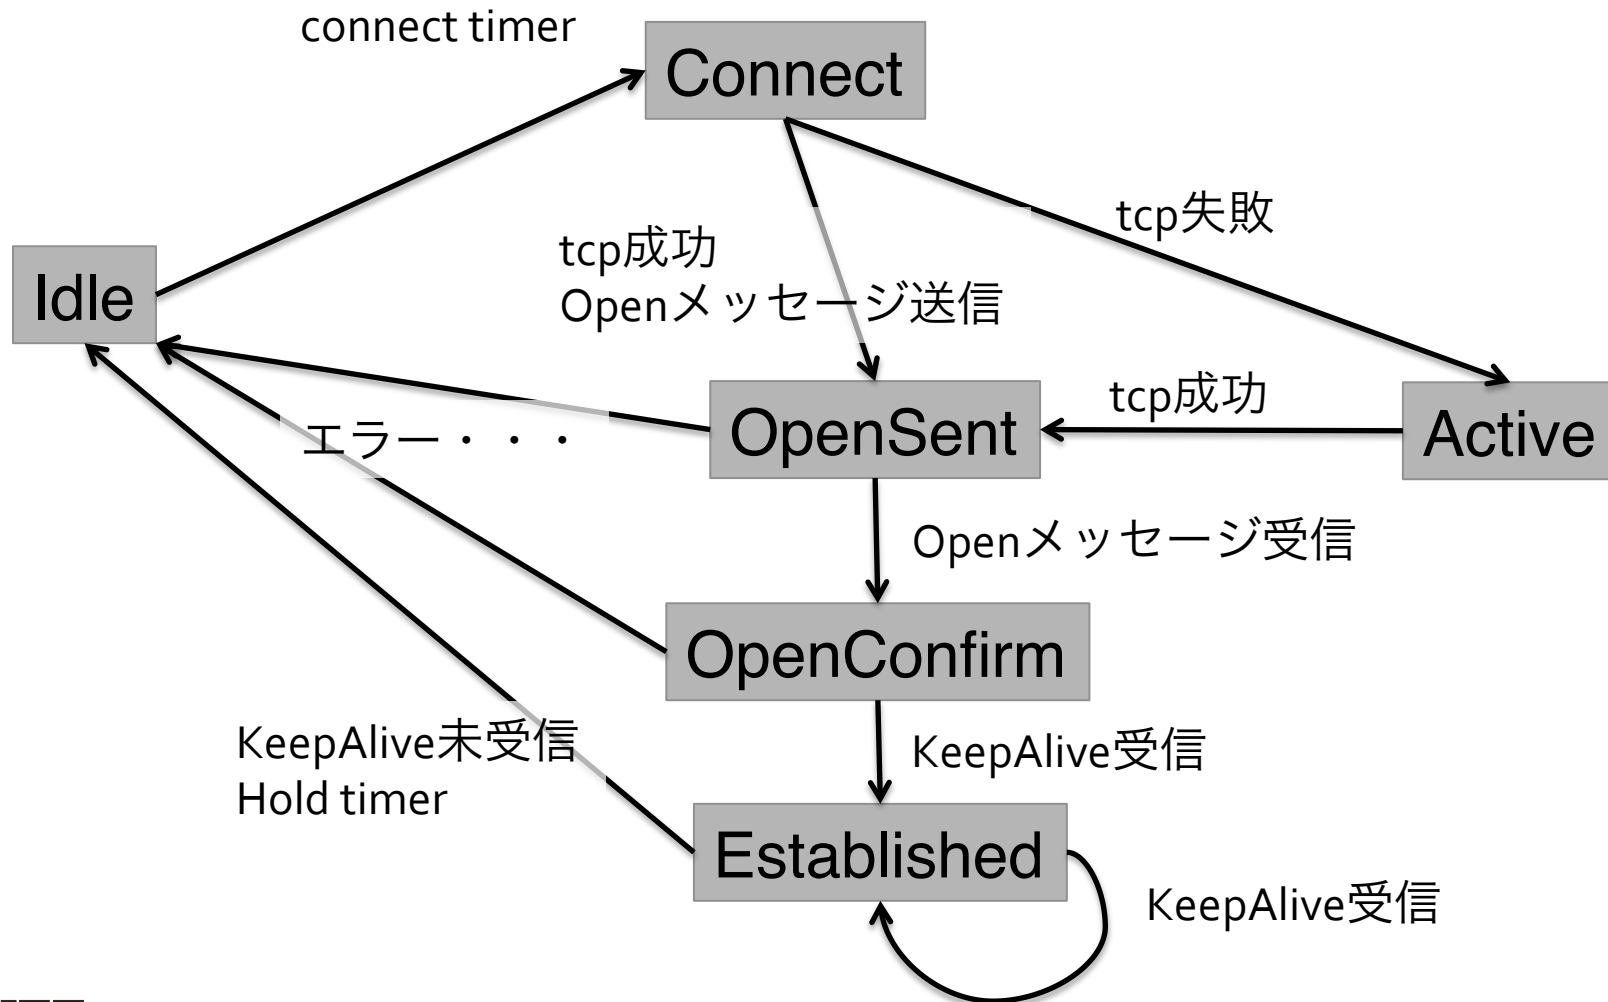 connect timer
Connect
tcp失敗
tcp成功
Openメッセージ送信
Idle
tcp成功
エラー・・・
OpenSent
Active
Openメッセージ受信
OpenConfirm
KeepAlive未受信
Hold timer
KeepAlive受信
Established
KeepAlive受信